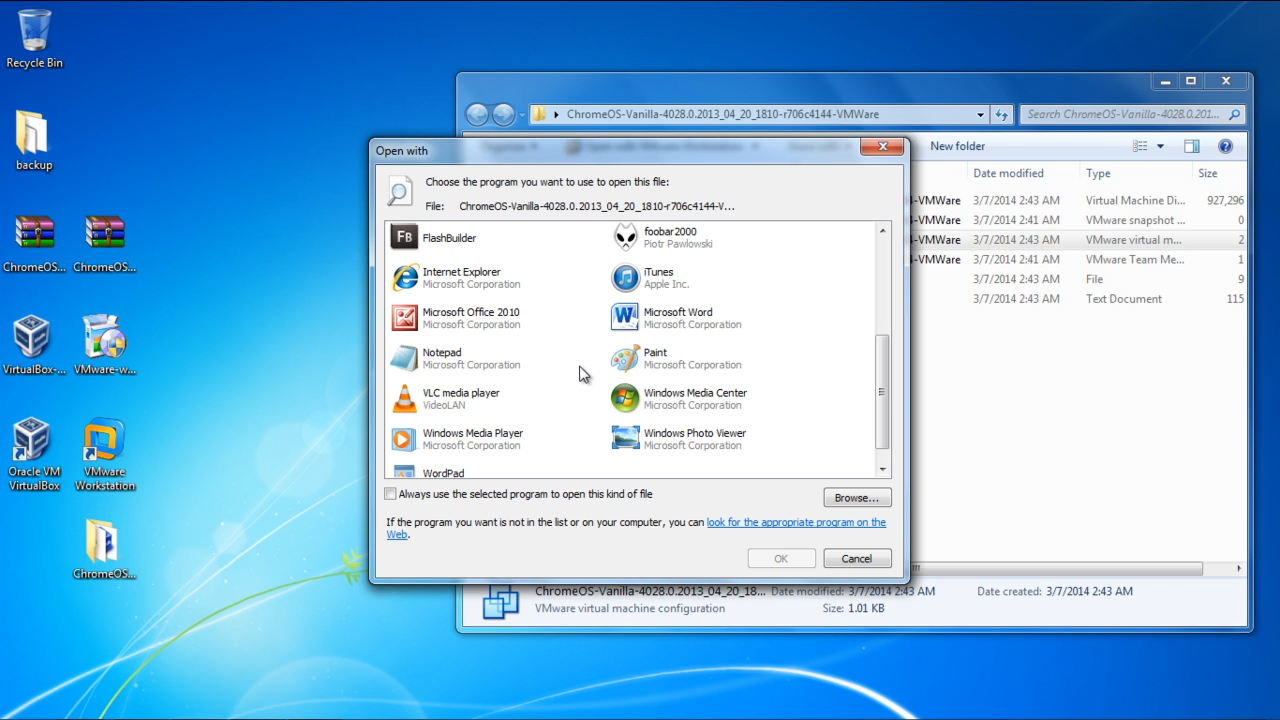 Recycle Bin
backup
ChromeOS...
ChromeOS...
VirtualBox-...
VMware-w...
Oracle VM
VirtualBox
VMware
Workstation
ChromeOS...
ChromeOS-Vanilla-4028.0.2013_04_20_1810-r706c4144-VMWare
Search ChromeOS-Vanilla-4028.0.201...
New folder
Date modified
Type
Size
4-VMWare 3/7/2014 2:43 AM Virtual Machine Di... 927,296
4-VMWare 3/7/2014 2:43 AM VMware snapshot ... 0
4-VMWare 3/7/2014 2:43 AM VMware virtual m... 2
4-VMWare 3/7/2014 2:41 AM VMware Team Me... 1
3/7/2014 2:43 AM File 9
3/7/2014 2:43 AM Text Document 115
Open with
Choose the program you want to use to open this file:
File: ChromeOS-Vanilla-4028.0.2013_04_20_1810-r706c4144-V...
Fb FlashBuilder
foobar2000
Piotr Pawlowski
Internet Explorer
Microsoft Corporation
iTunes
Apple Inc.
Microsoft Office 2010
Microsoft Corporation
Microsoft Word
Microsoft Corporation
Notepad
Microsoft Corporation
Paint
Microsoft Corporation
VLC media player
VideoLAN
Windows Media Center
Microsoft Corporation
Windows Media Player
Microsoft Corporation
Windows Photo Viewer
Microsoft Corporation
WordPad
Always use the selected program to open this kind of file
Browse...
If the program you want is not in the list or on your computer, you can look for the appropriate program on the
Web.
OK
Cancel
ChromeOS-Vanilla-4028.0.2013_04_20_18... Date modified: 3/7/2014 2:43 AM Date created: 3/7/2014 2:43 AM
VMware virtual machine configuration Size: 1.01 KB